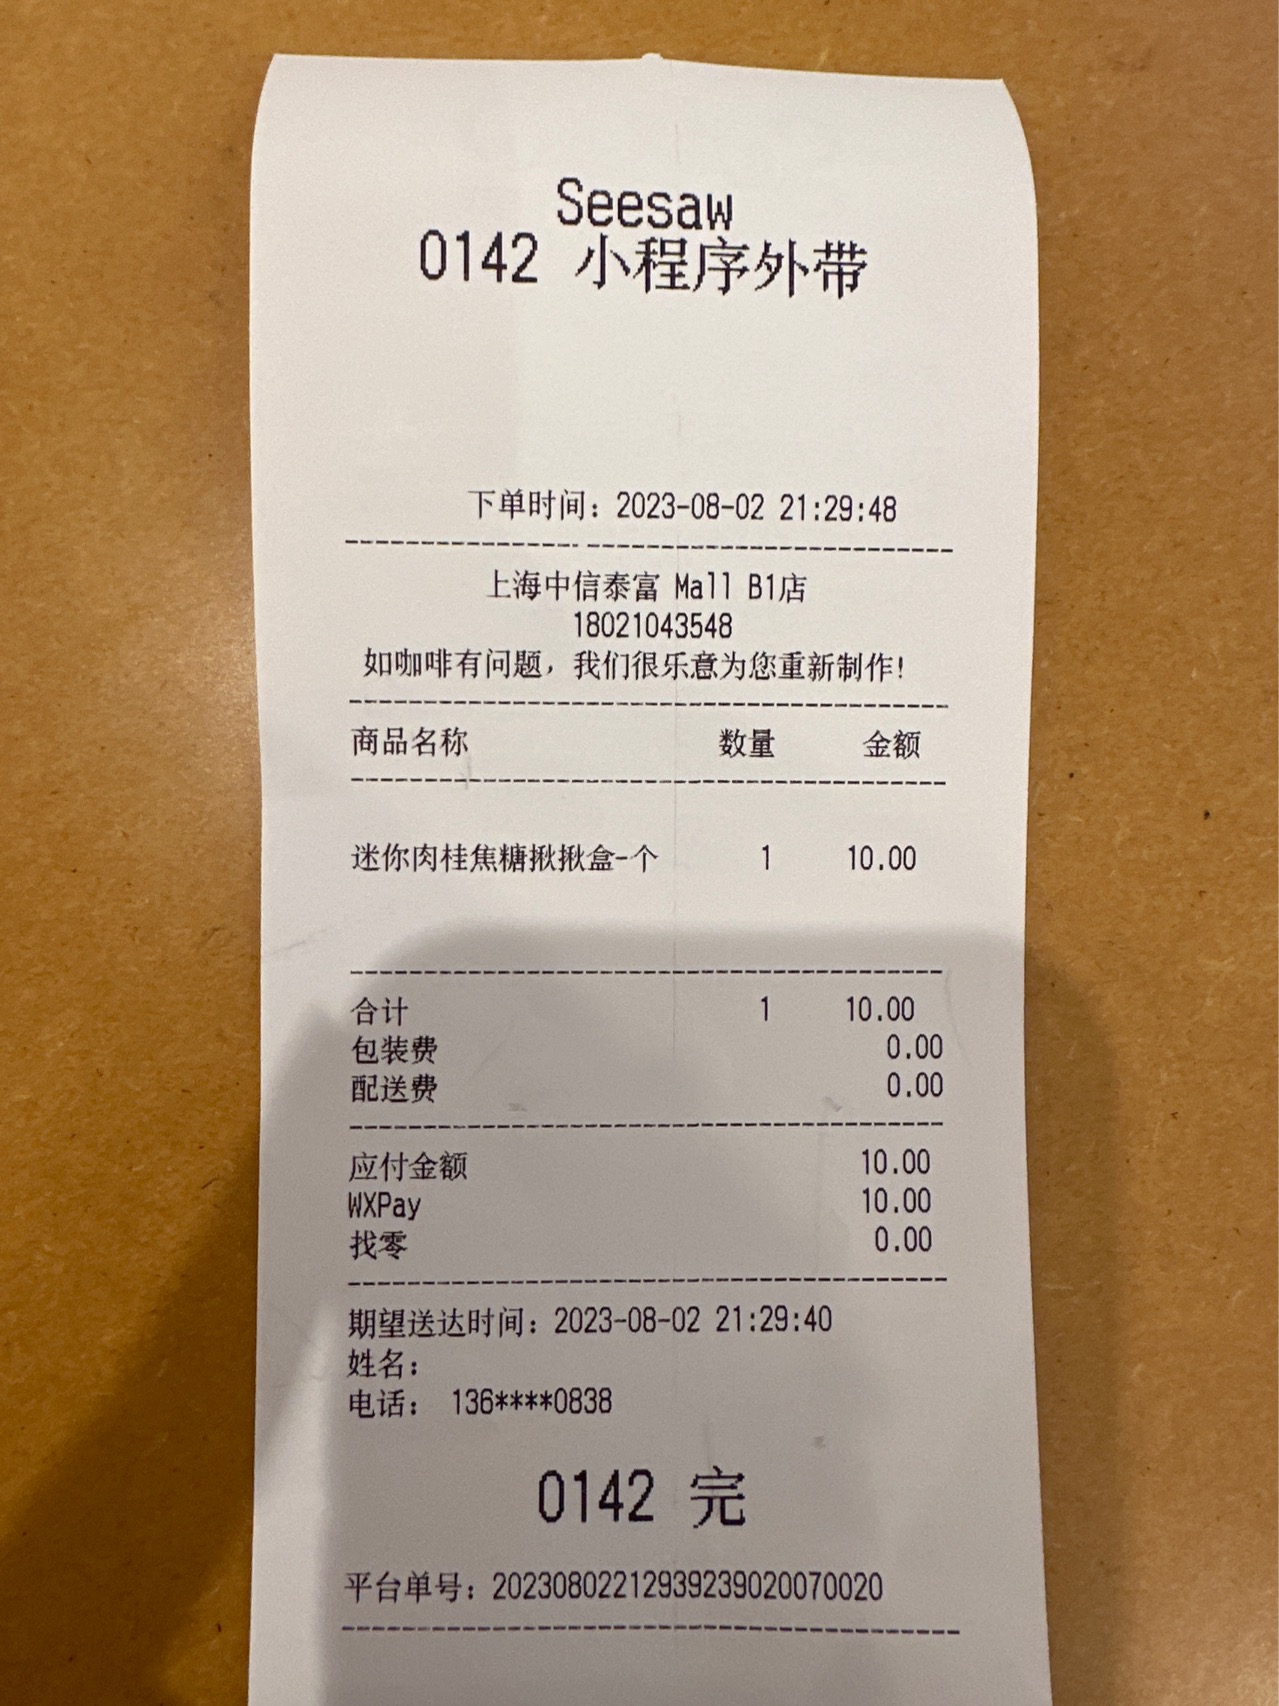 Seesaw
0142 小程序外带
下单时间：2023-08-02 21:29:48
上海中信泰富 Mall B1店
18021043548
如咖啡有问题，我们很乐意为您重新制作!
商品名称 数量 金额
迷你肉桂焦糖揪揪盒-个 1 10.00
合计 1 10.00
包装费 0.00
配送费 0.00
应付金额 10.00
WXPay 10.00
找零 0.00
期望送达时间：2023-08-02 21:29:40
姓名：
电话： 136****0838
0142 完
平台单号：20230802212939239020070020